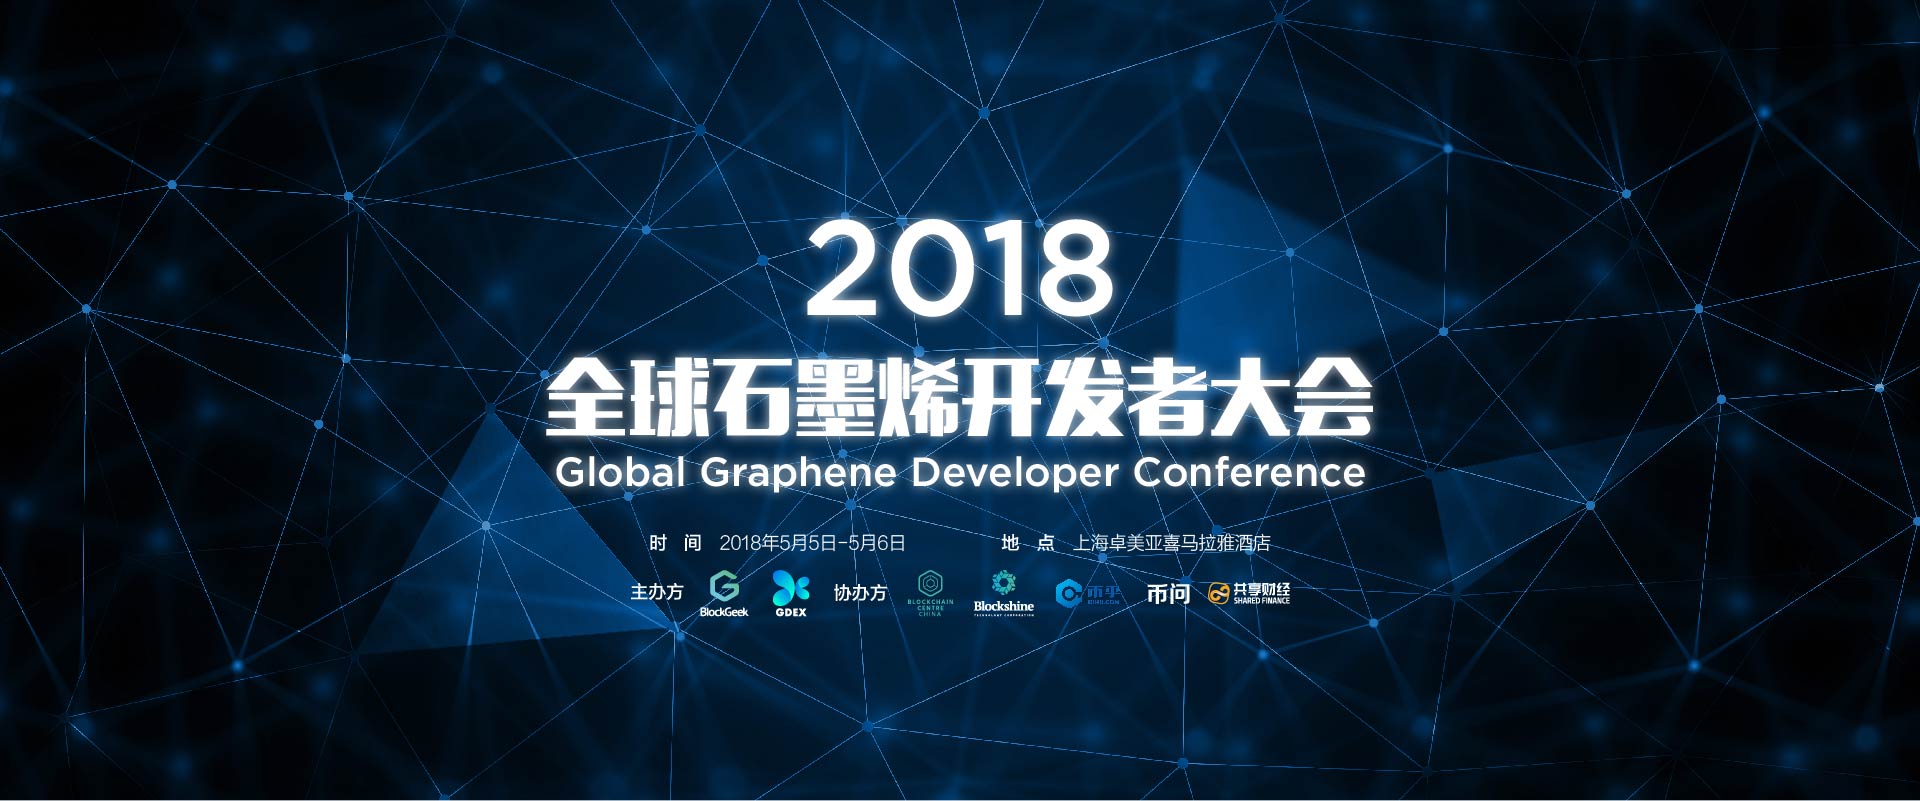 2018
全球石墨烯开发者大会
Global Graphene Developer Conference
时 间 2018年5月5日-5月6日 地 点 上海卓美亚喜马拉雅酒店
主办方 BlockGeek GDEX 协办方 BLOCKCHAIN CENTRE CHINA Blockshine TECHNOLOGY CORPORATION 币乎 币问 共享财经 SHARED FINANCE